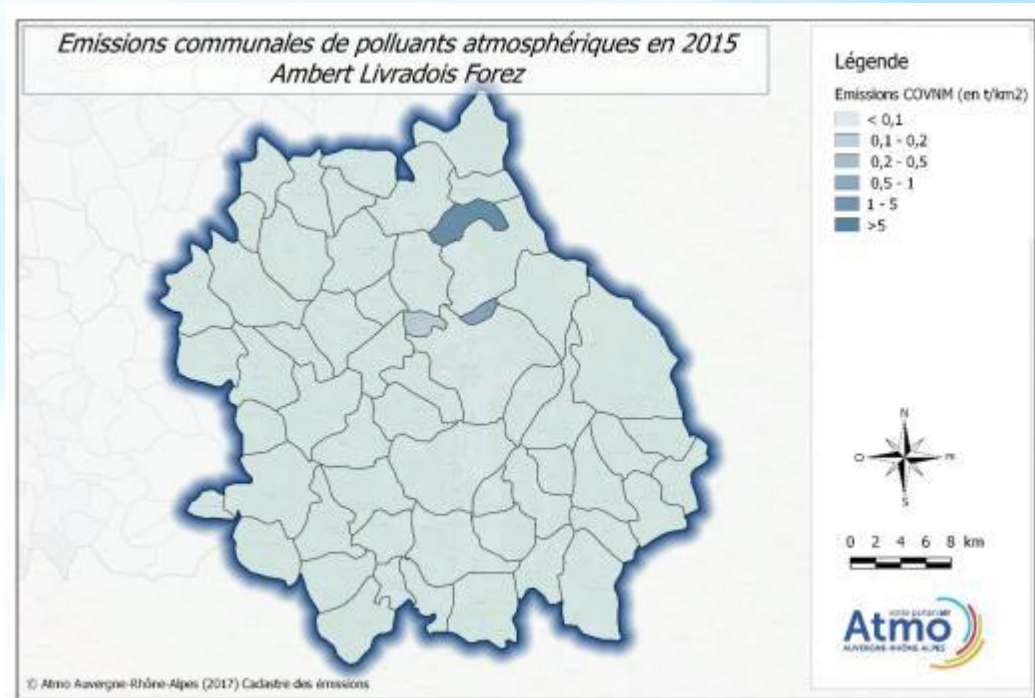 Emissions communales de polluants atmosphériques en 2015
Ambert Livradois Forez
Légende
Emissions COVNM (en t/km2)
< 0,1
0,1 - 0,2
0,2 - 0,5
0,5 - 1
1 - 5
>5
N
O
S
0 2 4 6 8 km
Atmo
AUVERGNE-RHÔNE-ALPES
© Atmo Auvergne-Rhône-Alpes (2017) Cadastre des émissions